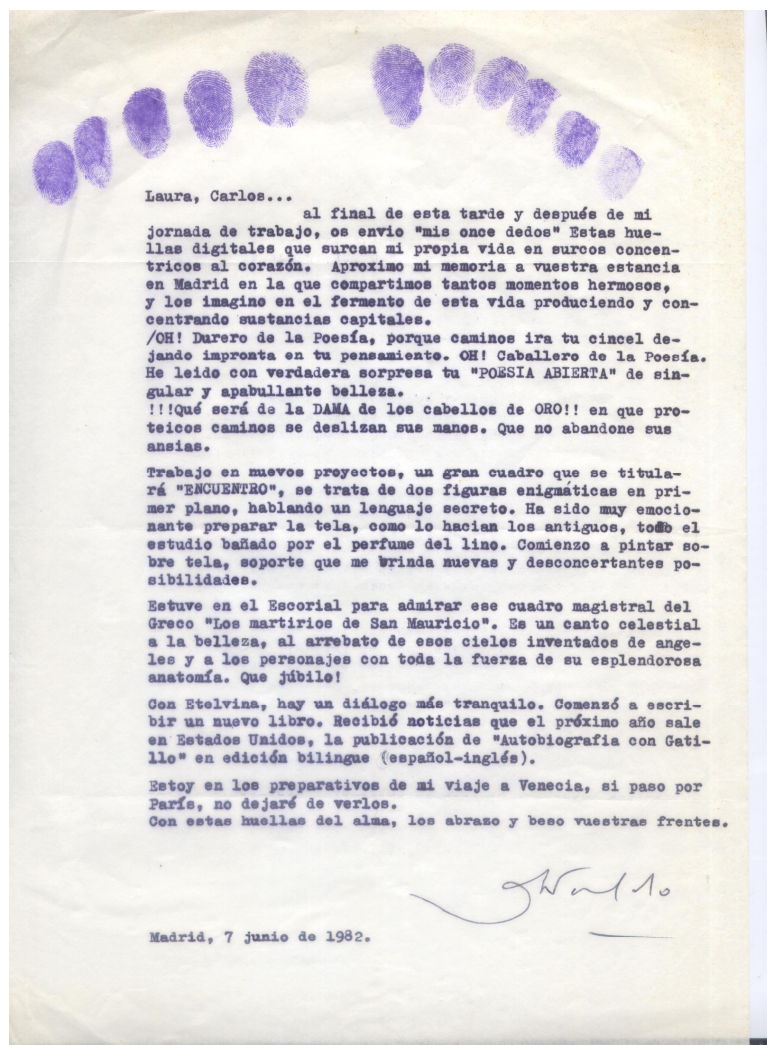 Laura, Carlos...
al final de esta tarde y después de mi
jornada de trabajo, os envio "mis once dedos" Estas hue-
llas digitales que surcan mi propia vida en surcos concen-
tricos al corazón. Aproximo mi memoria a vuestra estancia
en Madrid en la que compartimos tantos momentos hermosos,
y los imagino en el fermento de esta vida produciendo y con-
centrando sustancias capitales.
/OH! Durero de la Poesía, porque caminos ira tu cincel de-
jando impronta en tu pensamiento. OH! Caballero de la Poesía.
He leido con verdadera sorpresa tu "POESIA ABIERTA" de sin-
gular y apabullante belleza.
!!!Qué será de la DAMA de los cabellos de ORO!! en que pro-
teicos caminos se deslizan sus manos. Que no abandone sus
ansias.
Trabajo en nuevos proyectos, un gran cuadro que se titula-
rá "ENCUENTRO", se trata de dos figuras enigmáticas en pri-
mer plano, hablando un lenguaje secreto. Ha sido muy emocio-
nante preparar la tela, como lo hacian los antiguos, todo el
estudio bañado por el perfume del lino. Comienzo a pintar so-
bre tela, soporte que me brinda nuevas y desconcertantes po-
sibilidades.
Estuve en el Escorial para admirar ese cuadro magistral del
Greco "Los martirios de San Mauricio". Es un canto celestial
a la belleza, al arrebato de esos cielos inventados de ange-
les y a los personajes con toda la fuerza de su esplendorosa
anatomía. Que júbilo!
Con Etelvina, hay un diálogo más tranquilo. Comenzó a escri-
bir un nuevo libro. Recibió noticias que el próximo año sale
en Estados Unidos, la publicación de "Autobiografia con Gati-
llo" en edición bilingue (español-inglés).
Estoy en los preparativos de mi viaje a Venecia, si paso por
París, no dejaré de verlos.
Con estas huellas del alma, los abrazo y beso vuestras frentes.
Madrid, 7 junio de 1982.